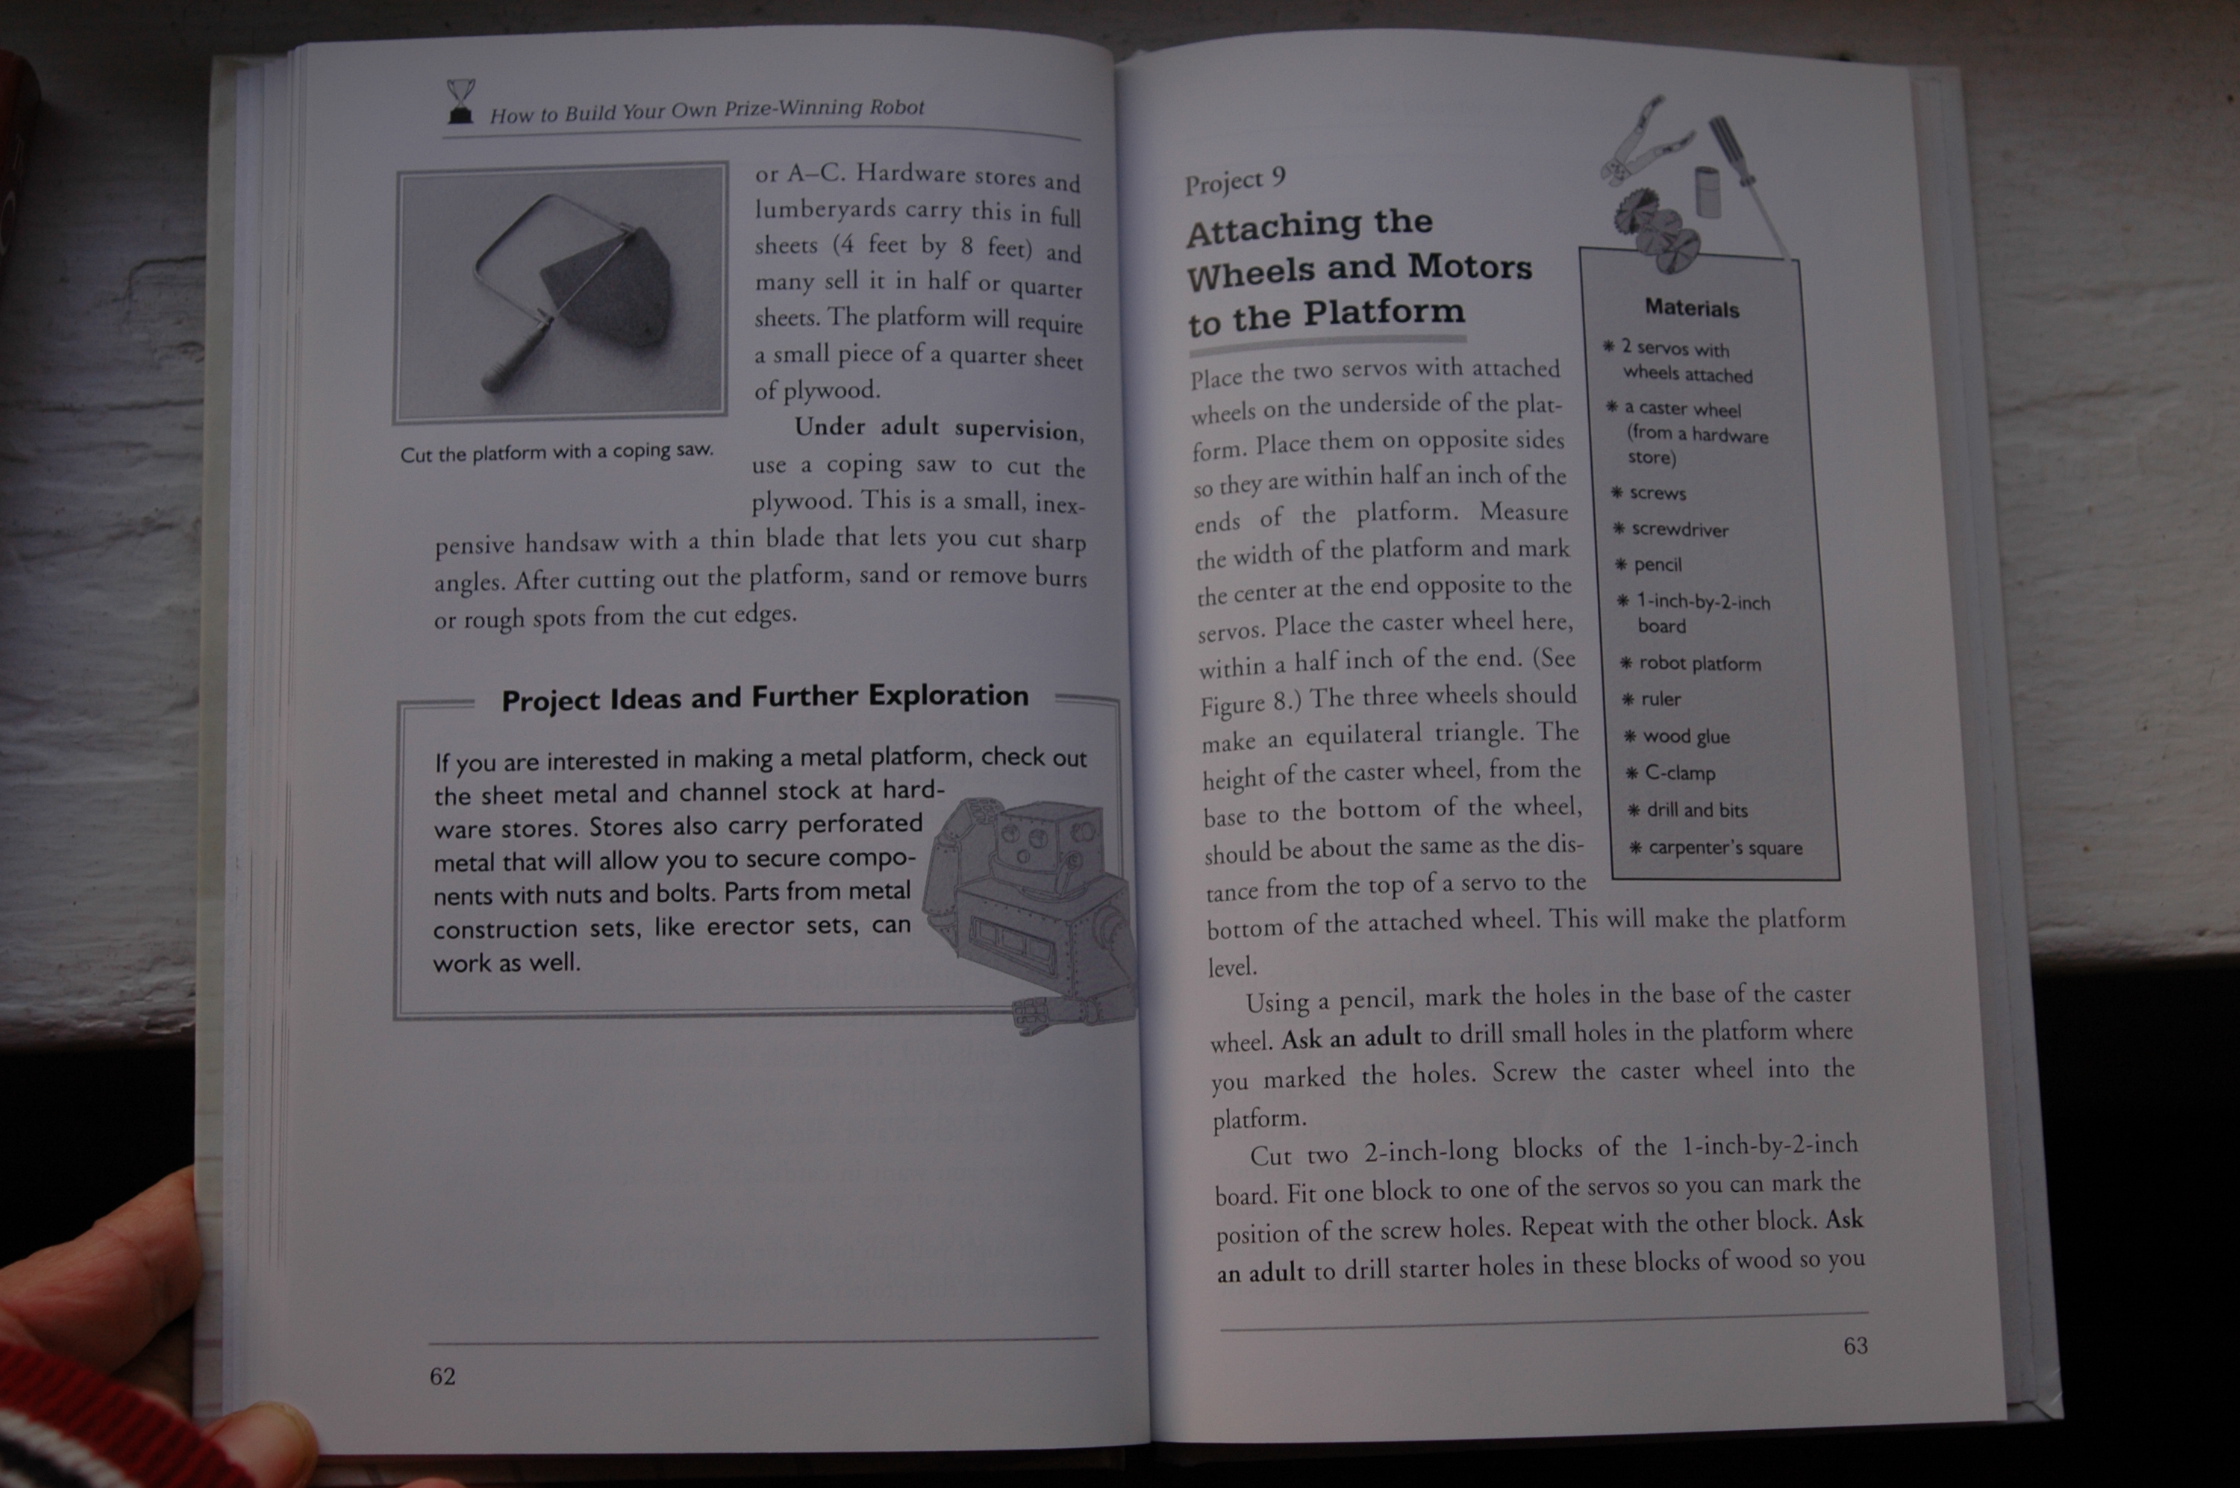 How to Build Your Own Prize-Winning Robot
or A–C. Hardware stores and
lumberyards carry this in full
sheets (4 feet by 8 feet) and
many sell it in half or quarter
sheets. The platform will require
a small piece of a quarter sheet
of plywood.
Under adult supervision,
use a coping saw to cut the
plywood. This is a small, inex-
Cut the platform with a coping saw.
pensive handsaw with a thin blade that lets you cut sharp
angles. After cutting out the platform, sand or remove burrs
or rough spots from the cut edges.
Project Ideas and Further Exploration
If you are interested in making a metal platform, check out
the sheet metal and channel stock at hard-
ware stores. Stores also carry perforated
metal that will allow you to secure compo-
nents with nuts and bolts. Parts from metal
construction sets, like erector sets, can
work as well.
62
Project 9
Attaching the
Wheels and Motors
to the Platform
Place the two servos with attached
wheels on the underside of the plat-
form. Place them on opposite sides
so they are within half an inch of the
ends of the platform. Measure
the width of the platform and mark
the center at the end opposite to the
servos. Place the caster wheel here,
within a half inch of the end. (See
Figure 8.) The three wheels should
make an equilateral triangle. The
height of the caster wheel, from the
base to the bottom of the wheel,
should be about the same as the dis-
tance from the top of a servo to the
bottom of the attached wheel. This will make the platform
level.
Materials
* 2 servos with
wheels attached
* a caster wheel
(from a hardware
store)
* screws
* screwdriver
* pencil
* 1-inch-by-2-inch
board
* robot platform
* ruler
* wood glue
* C-clamp
* drill and bits
* carpenter's square
Using a pencil, mark the holes in the base of the caster
wheel. Ask an adult to drill small holes in the platform where
you marked the holes. Screw the caster wheel into the
platform.
Cut two 2-inch-long blocks of the 1-inch-by-2-inch
board. Fit one block to one of the servos so you can mark the
position of the screw holes. Repeat with the other block. Ask
an adult to drill starter holes in these blocks of wood so you
63